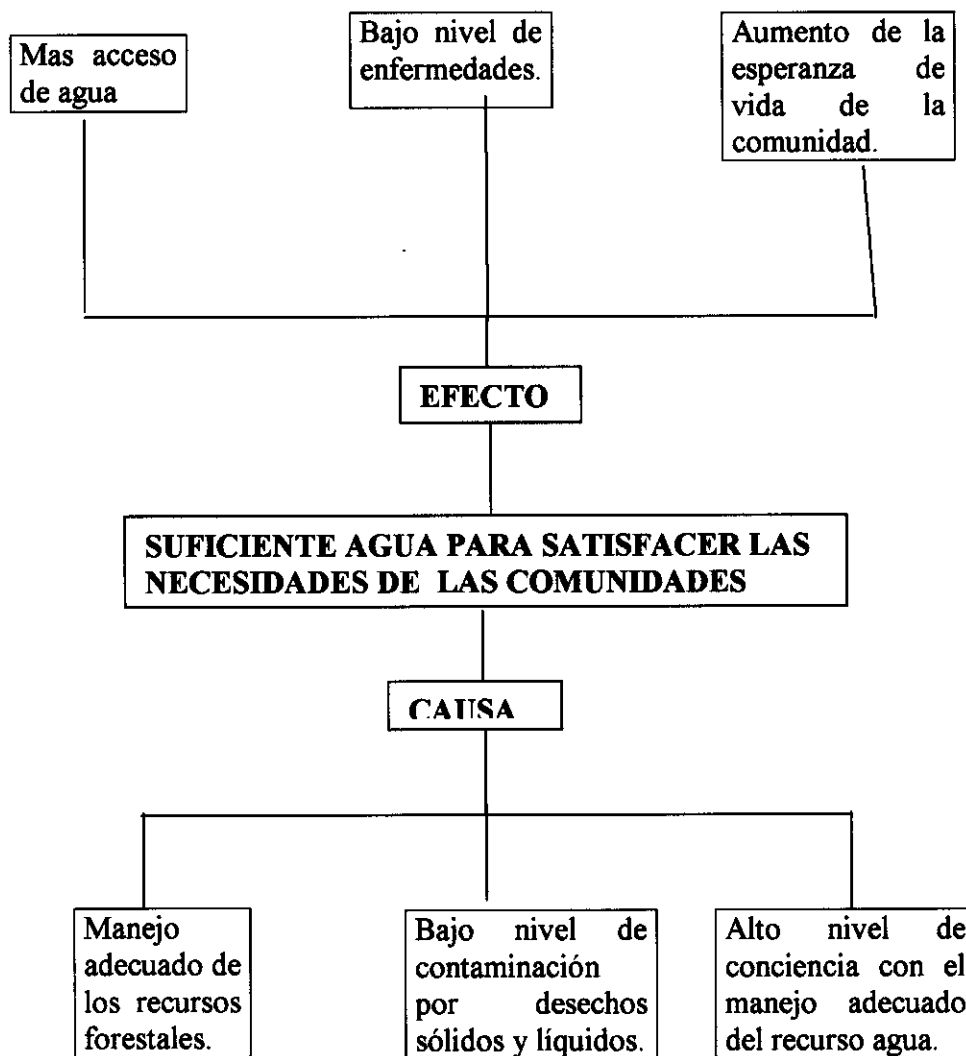 Mas acceso
de agua
Bajo nivel de
enfermedades.
Aumento de la
esperanza de
vida de la
comunidad.
EFECTO
SUFICIENTE AGUA PARA SATISFACER LAS
NECESIDADES DE LAS COMUNIDADES
CAUSA
Manejo
adecuado de
los recursos
forestales.
Bajo nivel de
contaminación
por desechos
sólidos y líquidos.
Alto nivel de
conciencia con el
manejo adecuado
del recurso agua.